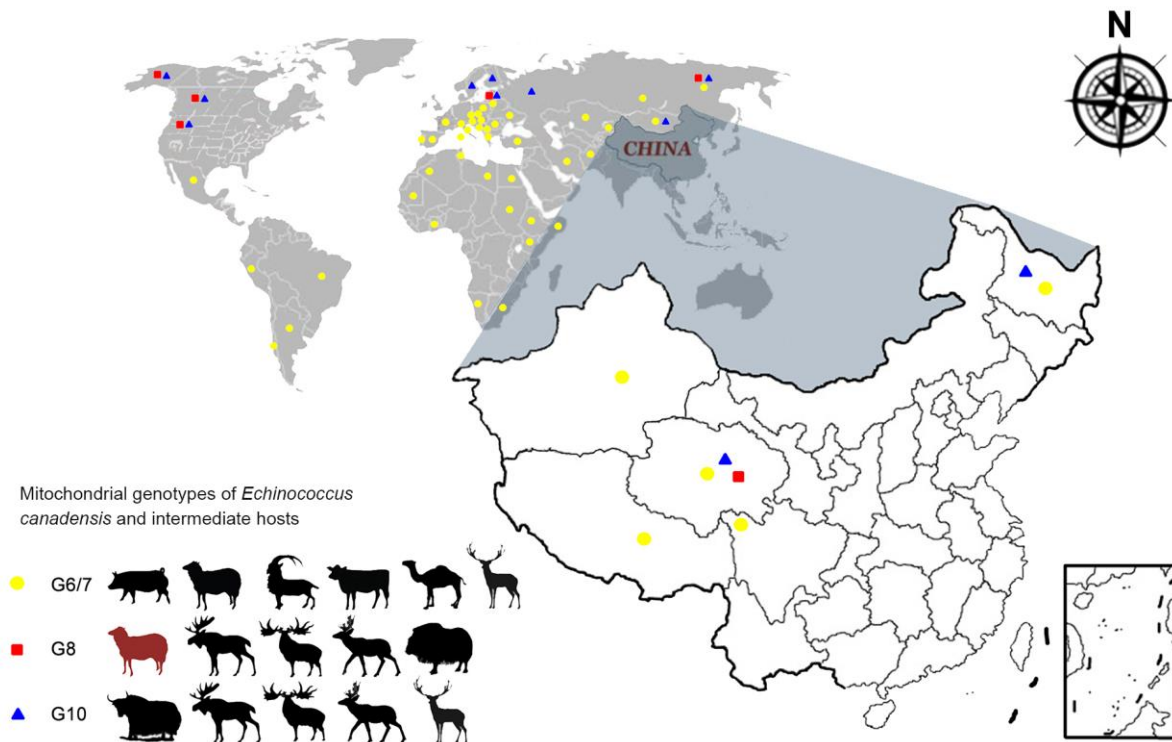 N
CHINA
Mitochondrial genotypes of Echinococcus
canadensis and intermediate hosts
G6/7
G8
G10